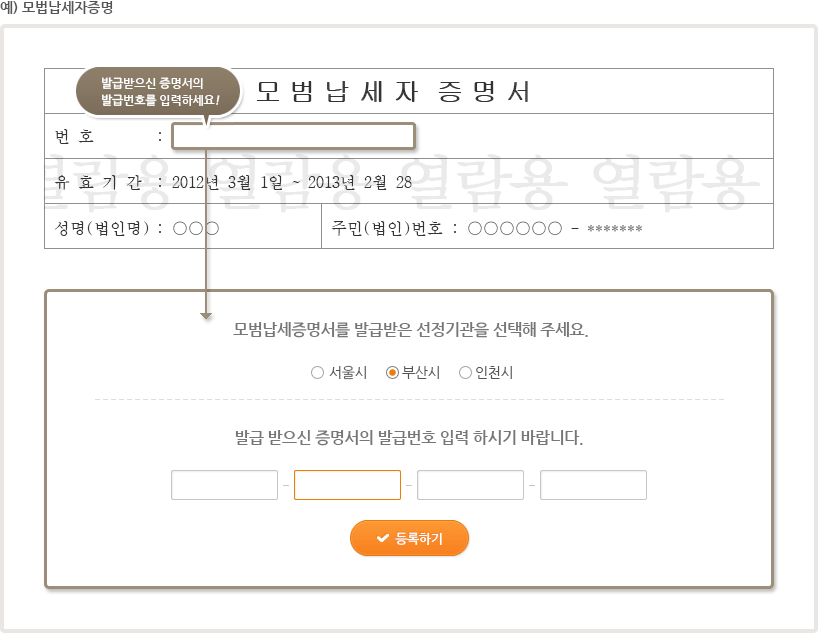 예) 모범납세자증명
발급받으신 증명서의
발급번호를 입력하세요!
모 범 납 세 자 증 명 서
번 호 :
열람용 열람용 열람용 열람용
유 효 기 간 : 2012년 3월 1일 ~ 2013년 2월 28
성명(법인명) : ○○○
주민(법인)번호 : ○○○○○○ - *******
모범납세증명서를 발급받은 선정기관을 선택해 주세요.
서울시 부산시 인천시
발급 받으신 증명서의 발급번호 입력 하시기 바랍니다.
- - -
등록하기